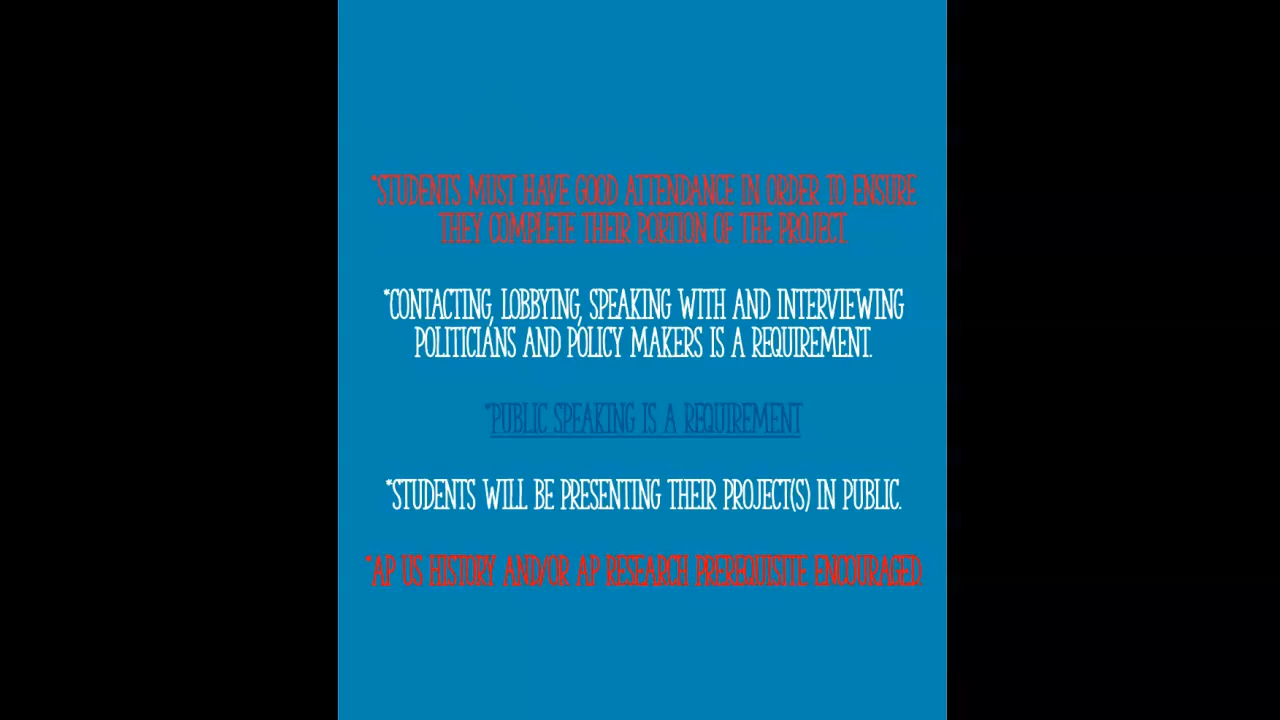 *STUDENTS MUST HAVE GOOD ATTENDANCE IN ORDER TO ENSURE
THEY COMPLETE THEIR PORTION OF THE PROJECT.
*CONTACTING, LOBBYING, SPEAKING WITH AND INTERVIEWING
POLITICIANS AND POLICY MAKERS IS A REQUIREMENT.
*PUBLIC SPEAKING IS A REQUIREMENT
*STUDENTS WILL BE PRESENTING THEIR PROJECT(S) IN PUBLIC.
*AP US HISTORY AND/OR AP RESEARCH PREREQUISITE ENCOURAGED.